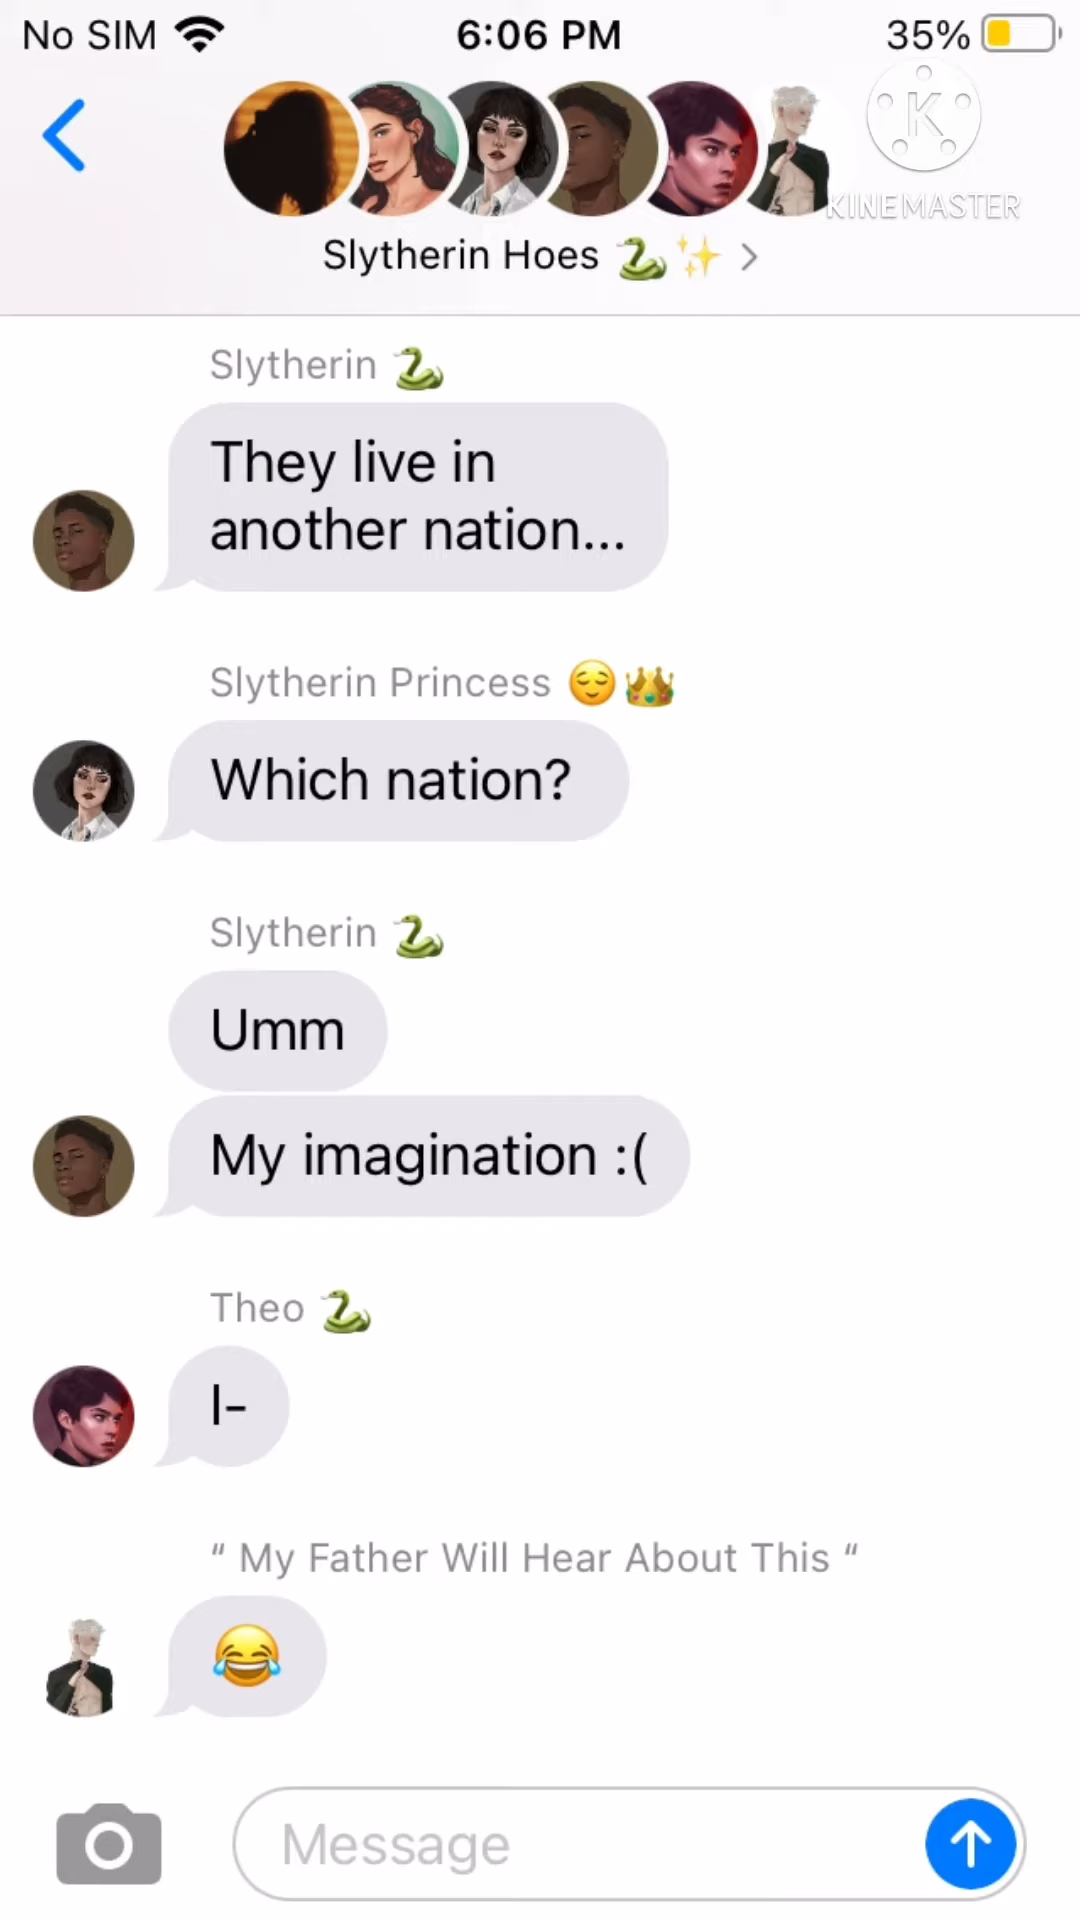 No SIM 6:06 PM 35%
K
KINEMASTER
Slytherin Hoes 🐍✨ >
Slytherin 🐍
They live in
another nation...
Slytherin Princess 😌👑
Which nation?
Slytherin 🐍
Umm
My imagination :(
Theo 🐍
I-
“ My Father Will Hear About This “
😂
Message